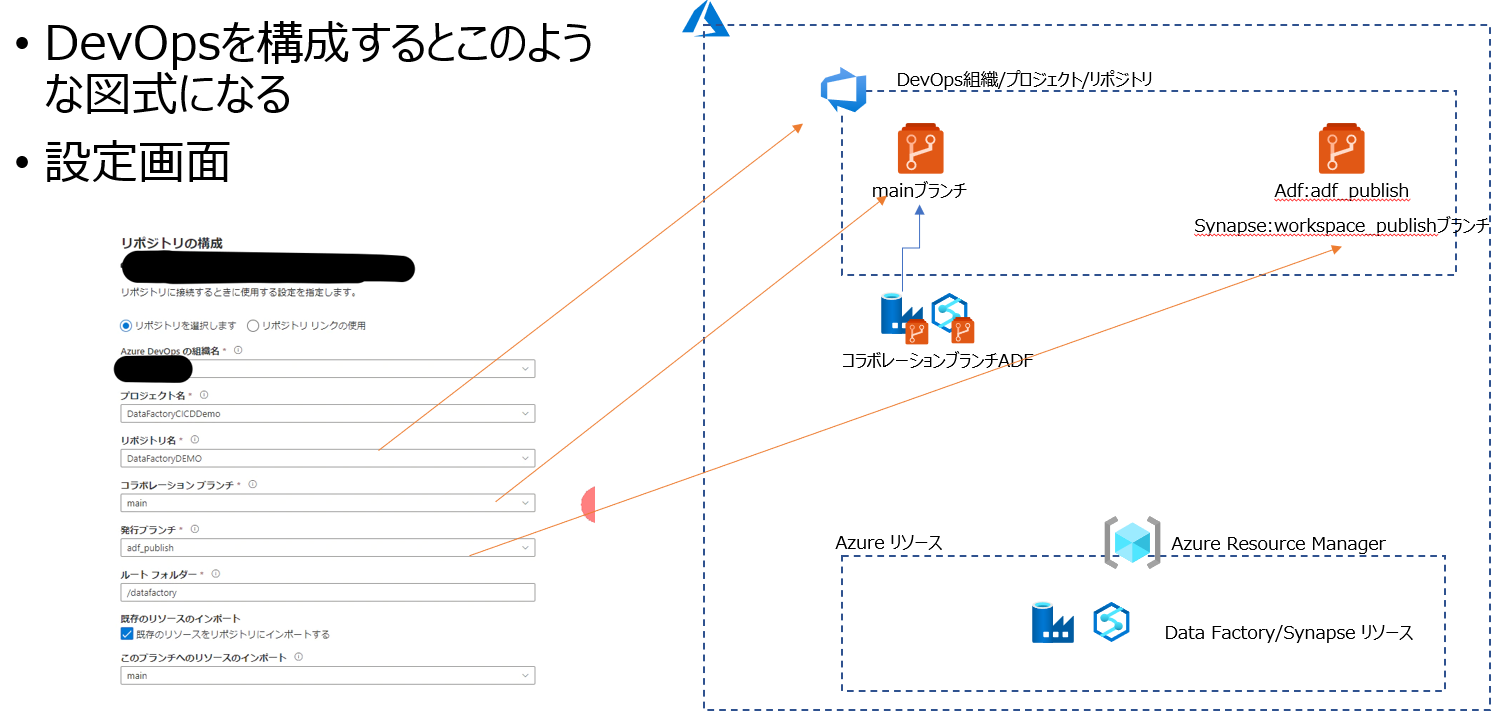 • DevOpsを構成するとこのよう
な図式になる
• 設定画面
リポジトリの構成
リポジトリに接続するときに使用する設定を指定します。
リポジトリを選択します リポジトリ リンクの使用
Azure DevOps の組織名 *
プロジェクト名 *
DataFactoryCICDDemo
リポジトリ名 *
DataFactoryDEMO
コラボレーション ブランチ *
main
発行ブランチ *
adf_publish
ルート フォルダー *
/datafactory
既存のリソースのインポート
既存のリソースをリポジトリにインポートする
このブランチへのリソースのインポート
main
DevOps組織/プロジェクト/リポジトリ
mainブランチ
Adf:adf_publish
Synapse:workspace_publishブランチ
コラボレーションブランチADF
Azure リソース
Azure Resource Manager
Data Factory/Synapse リソース